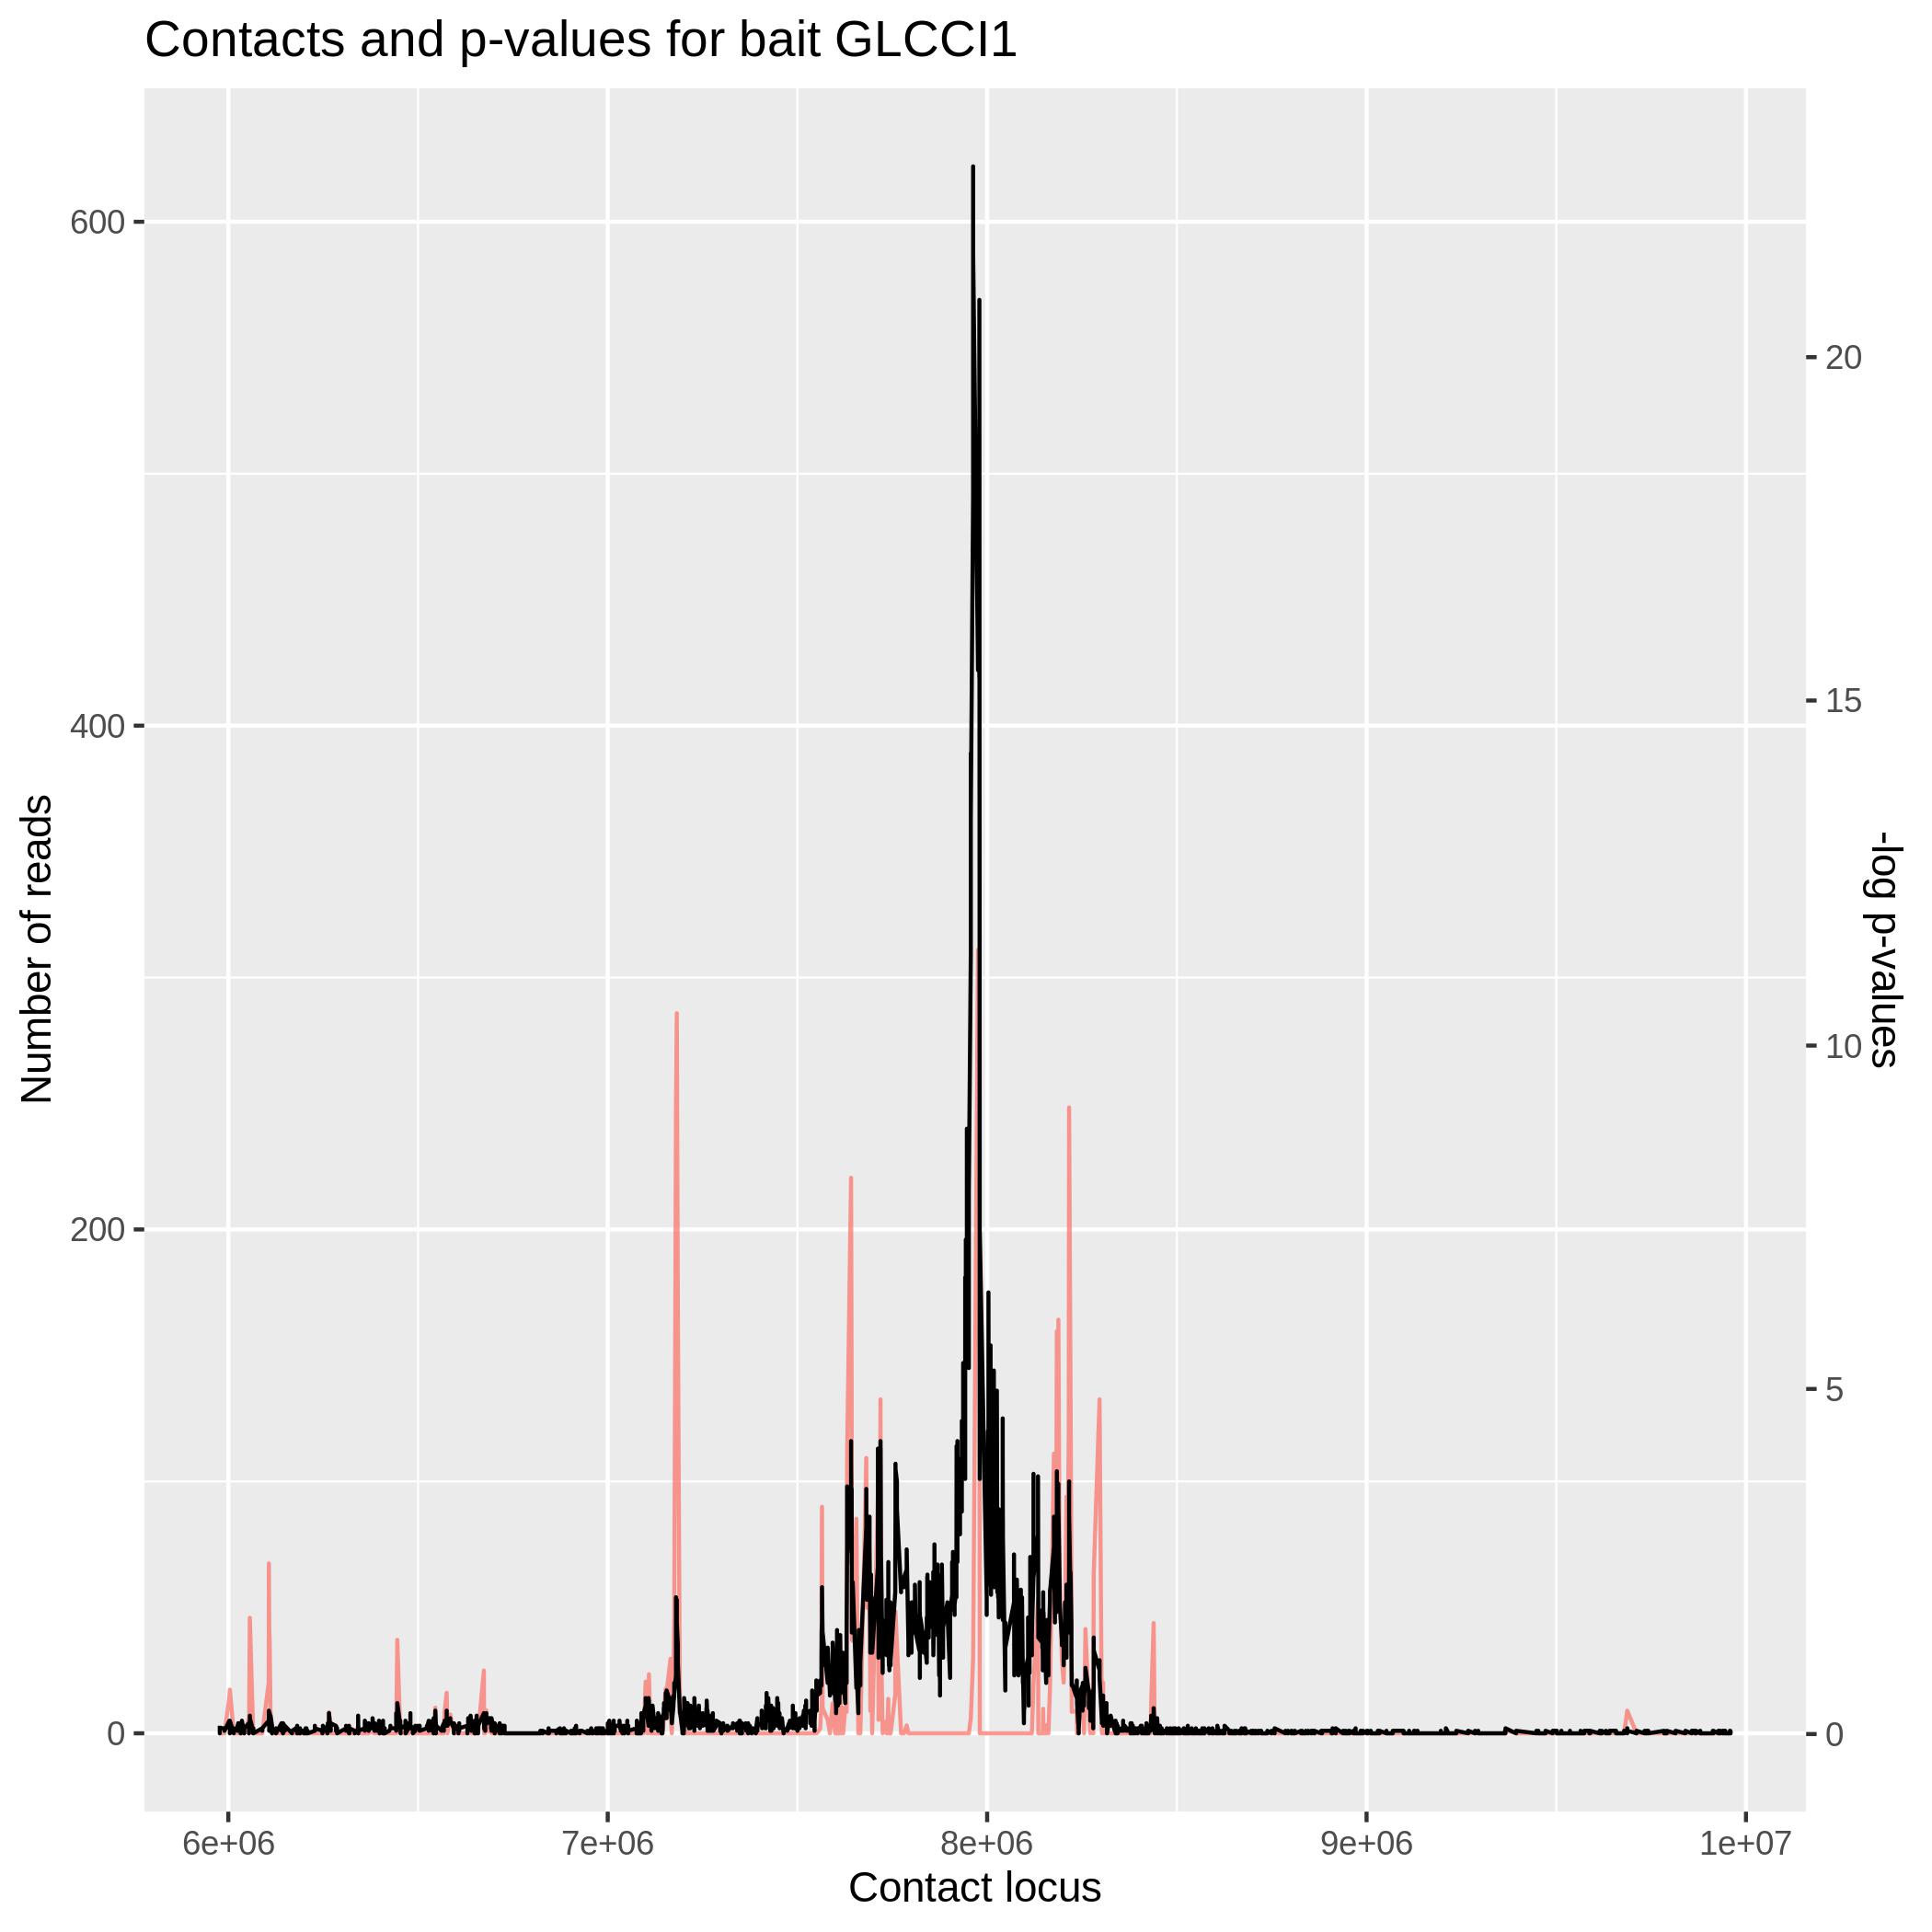 Contacts and p-values for bait GLCCI1
600
400
200
0
Number of reads
20
15
10
5
0
-log p-values
6e+06 7e+06 8e+06 9e+06 1e+07
Contact locus